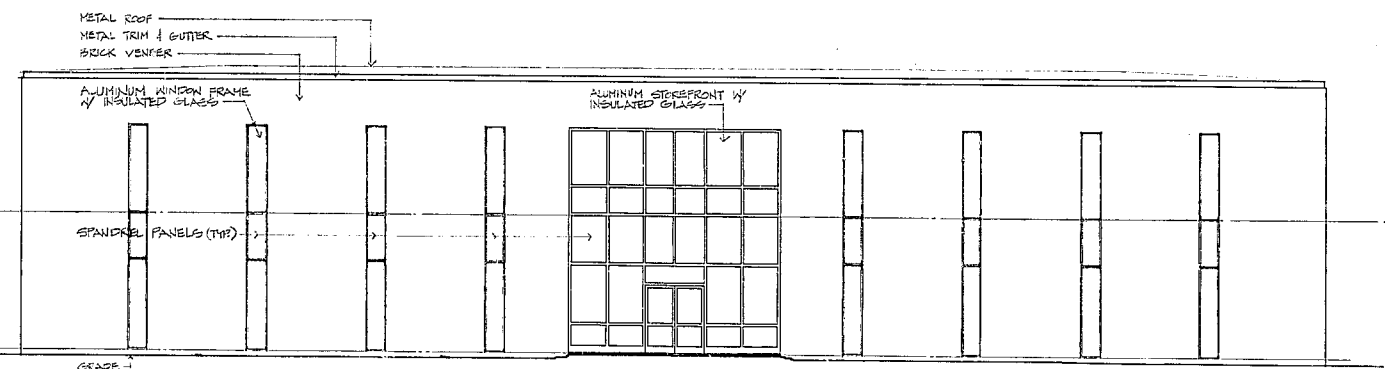 METAL ROOF
METAL TRIM & GUTTER
BRICK VENEER
ALUMINUM WINDOW FRAME
W/ INSULATED GLASS
ALUMINUM STOREFRONT W/
INSULATED GLASS
SPANDREL PANELS (TYP.)
GRADE